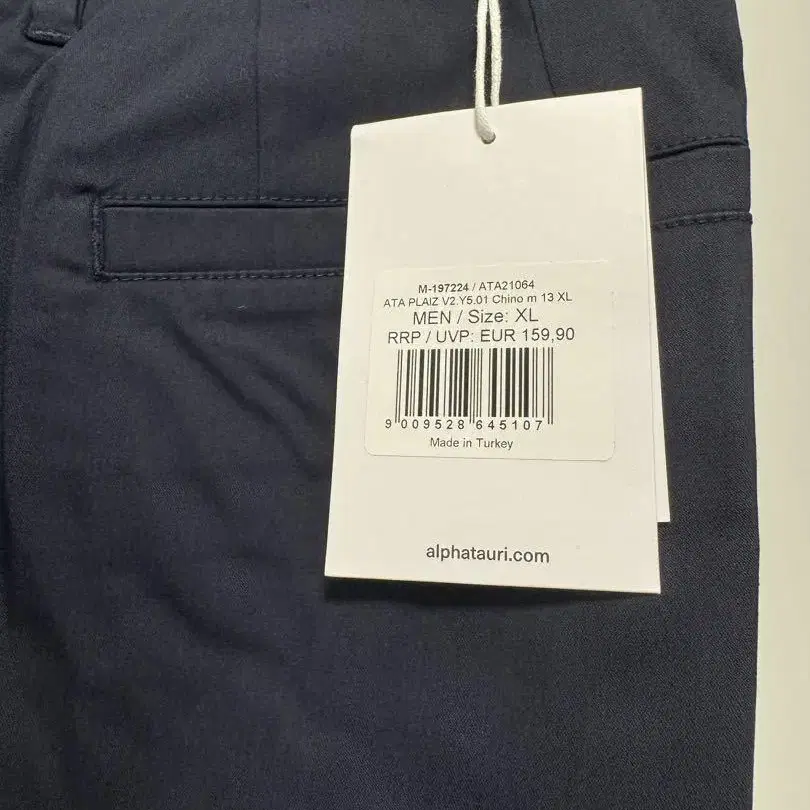 M-197224 / ATA21064
ATA PLAIZ V2.Y5.01 Chino m 13 XL
MEN / Size: XL
RRP / UVP: EUR 159,90
9 009528 645107
Made in Turkey
alphatauri.com